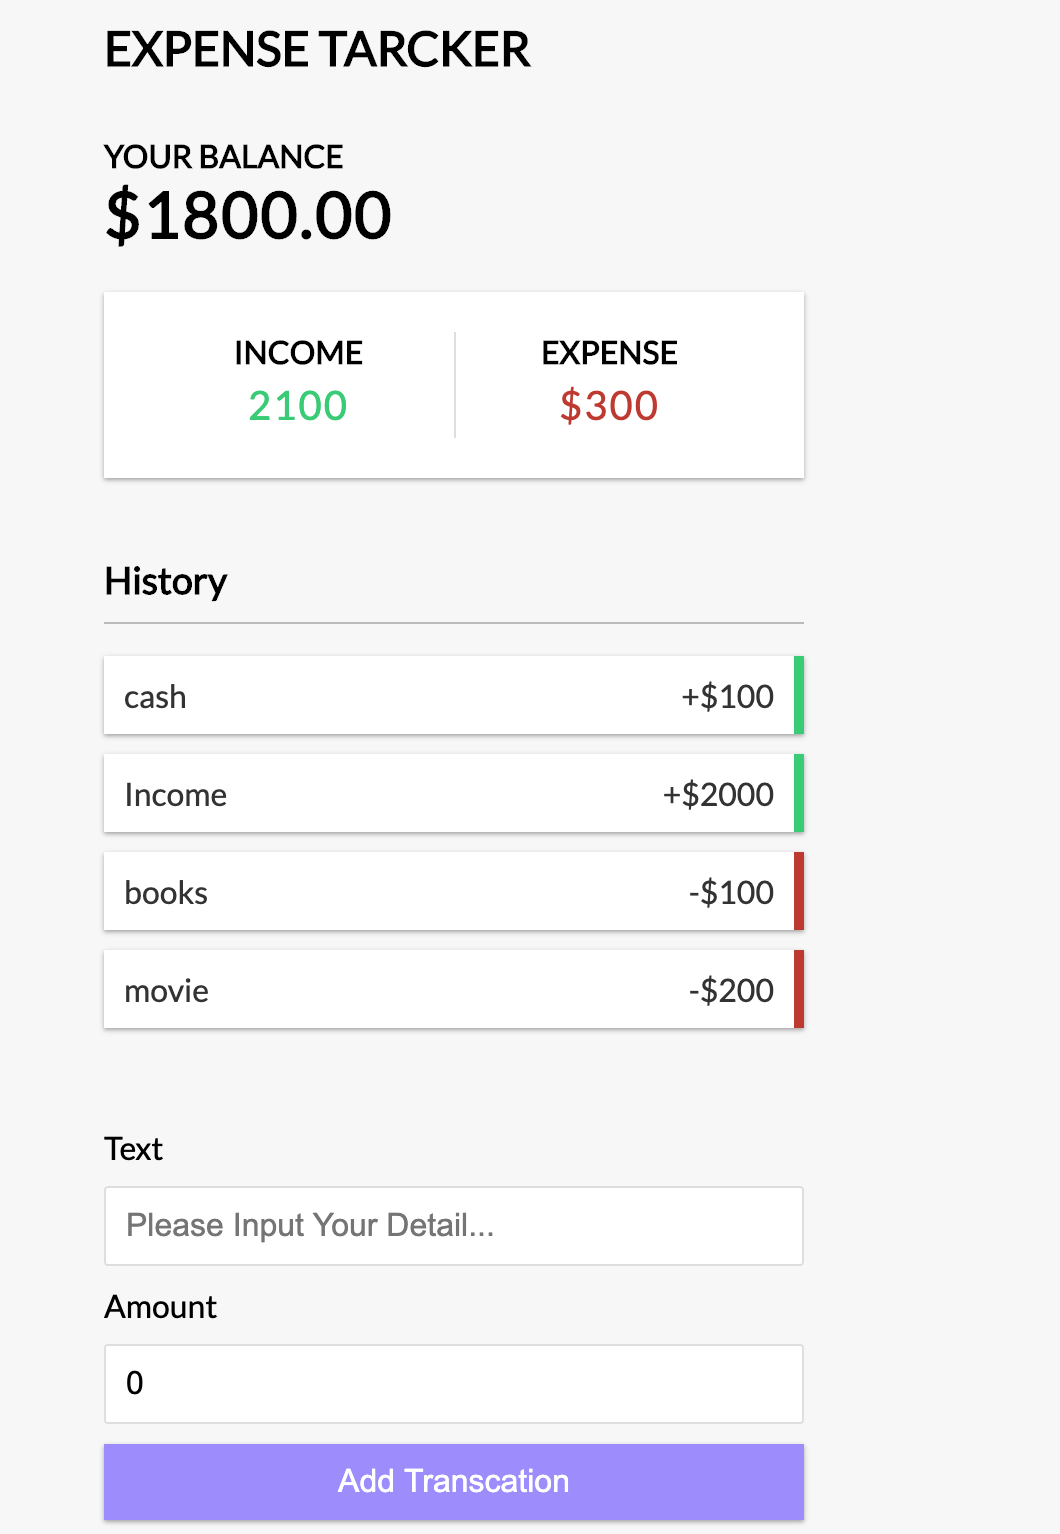 EXPENSE TARCKER
YOUR BALANCE
$1800.00
INCOME
2100
EXPENSE
$300
History
cash +$100
Income +$2000
books -$100
movie -$200
Text
Please Input Your Detail...
Amount
0
Add Transcation